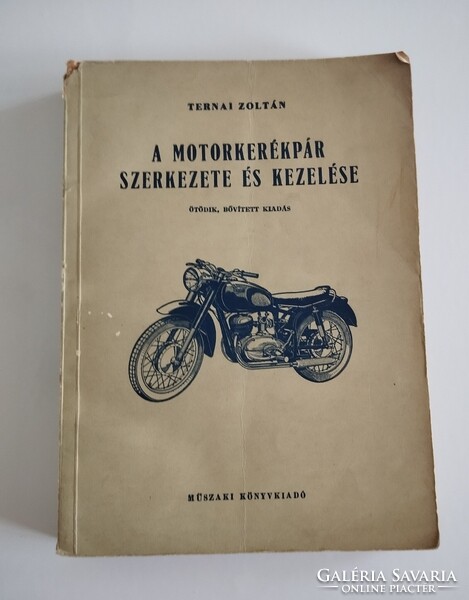 TERNAI ZOLTÁN
A MOTORKERÉKPÁR
SZERKEZETE ÉS KEZELÉSE
ÖTÖDIK, BŐVÍTETT KIADÁS
MŰSZAKI KÖNYVKIADÓ
GALÉRIA SAVARIA
ONLINE PIACTÉR